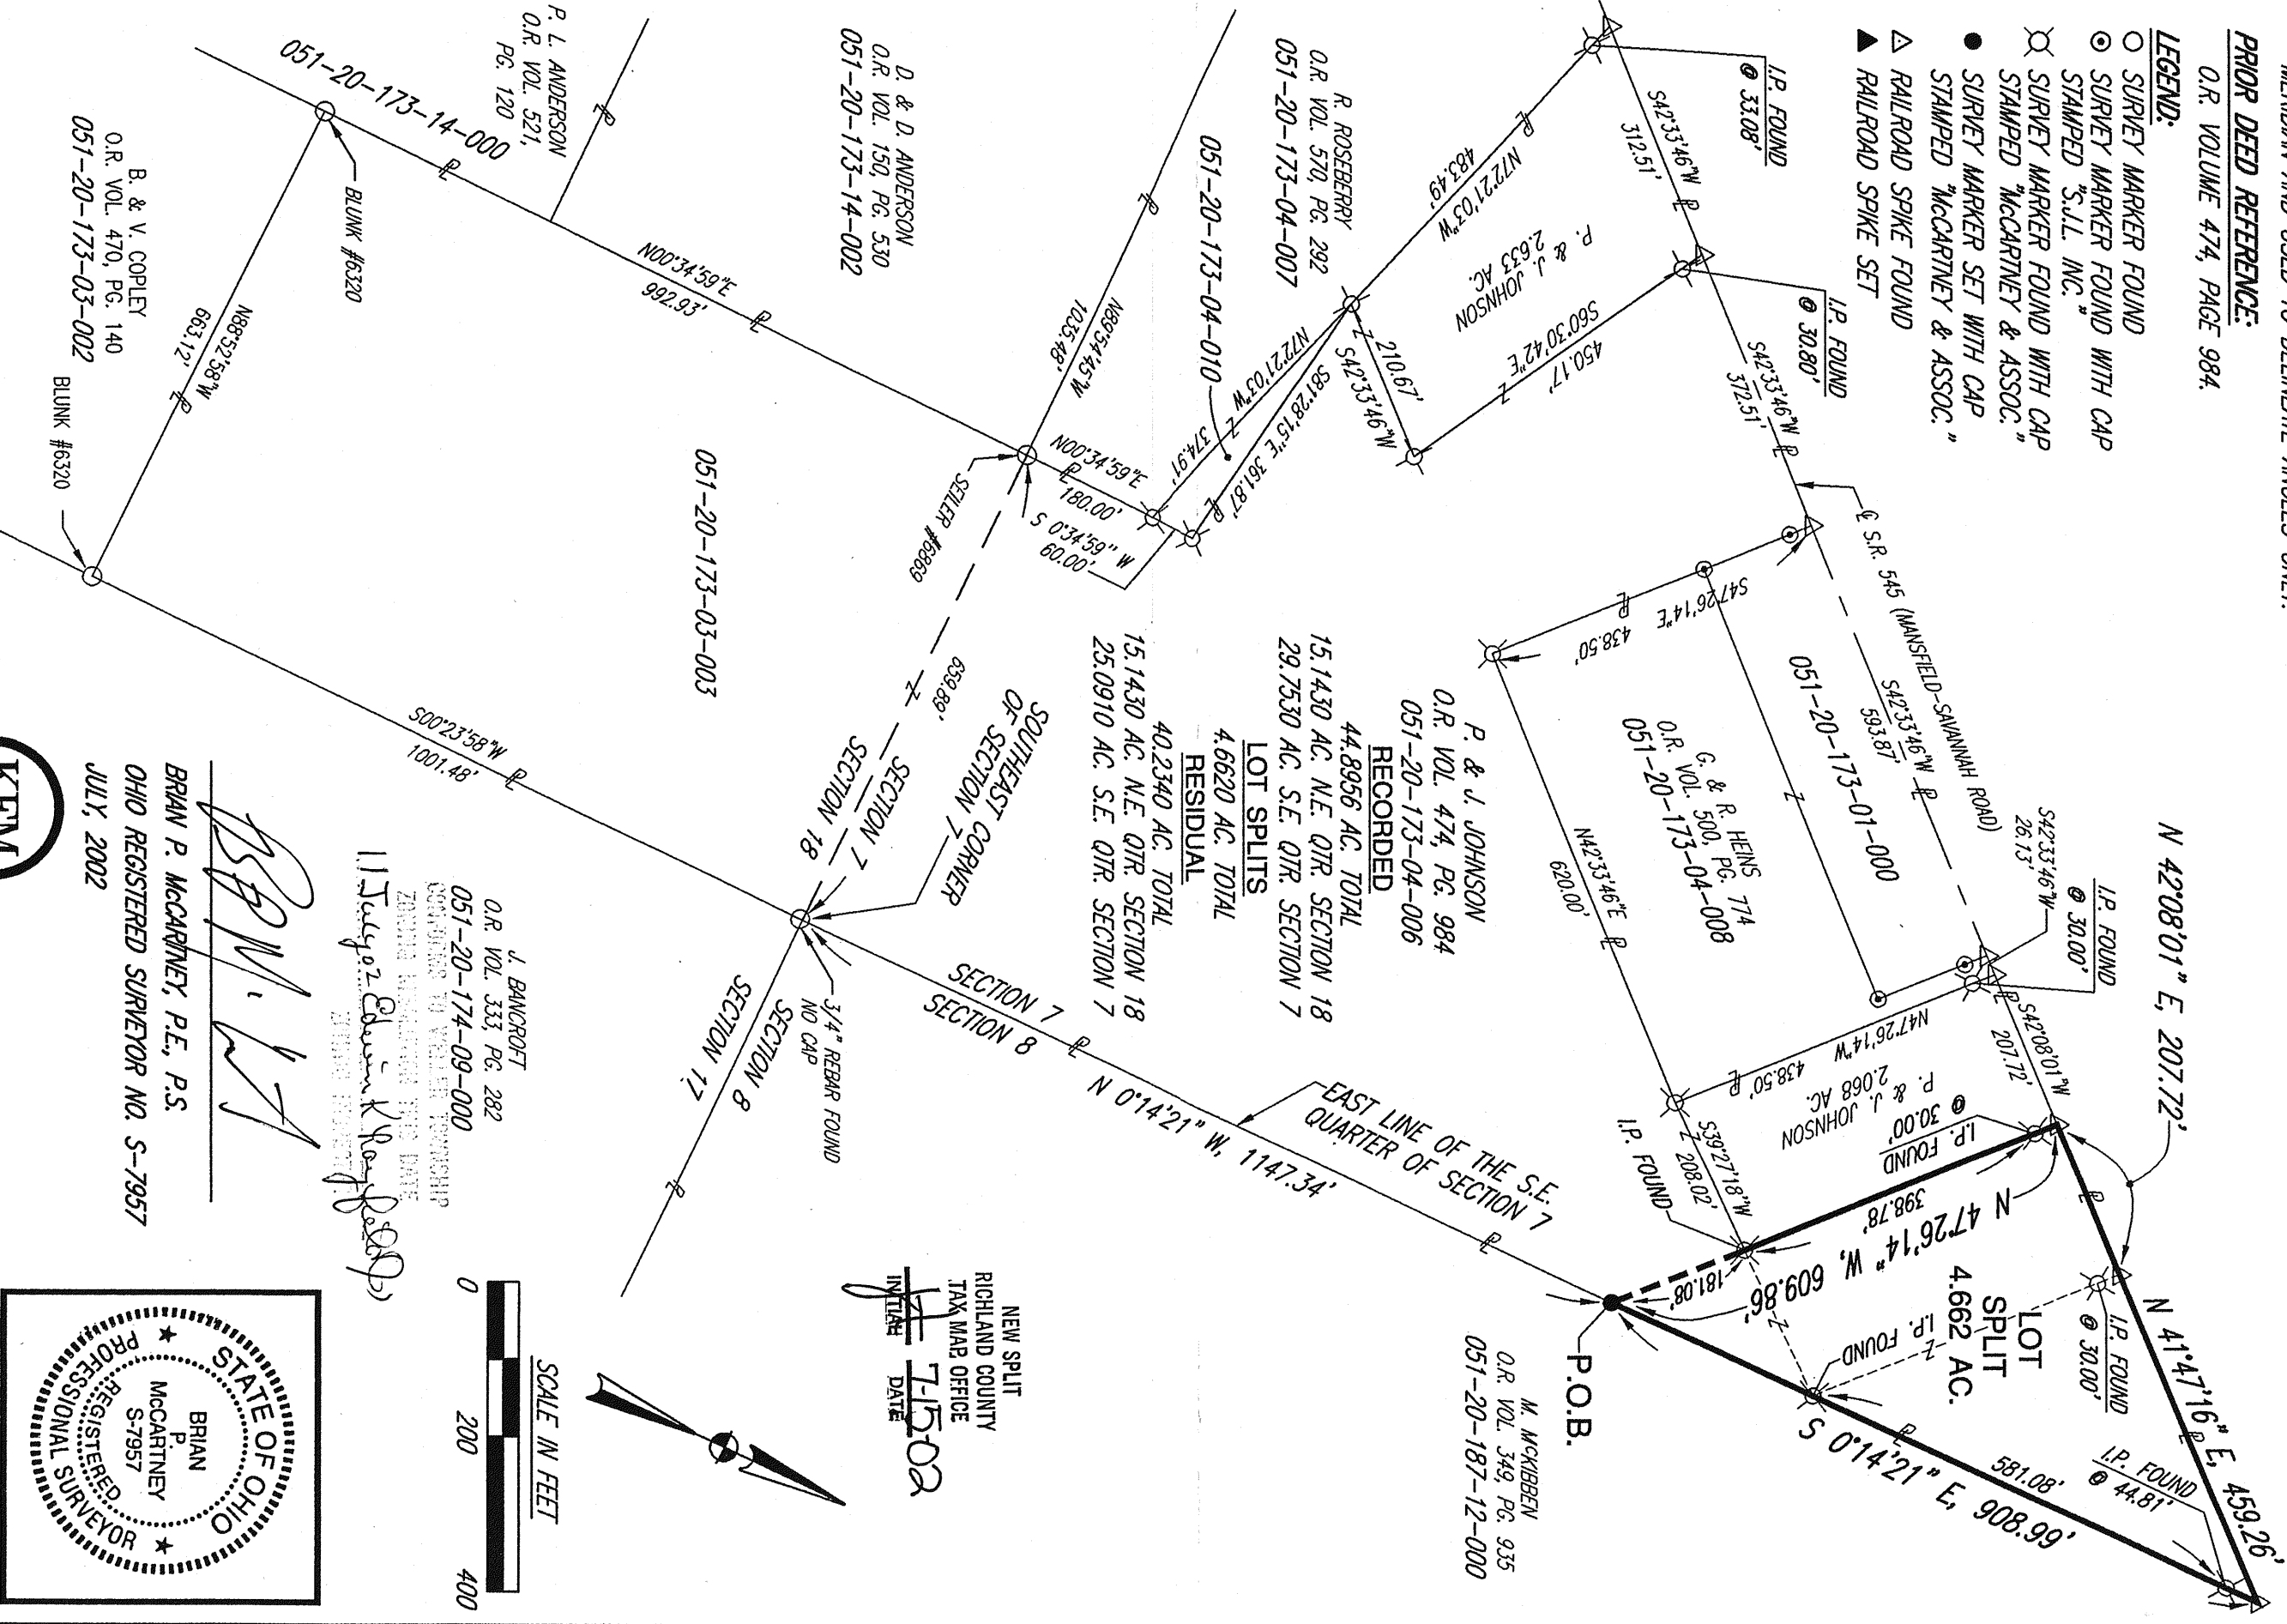 MERIDIAN AND USED TO DELINEATE ANGLES ONLY.
PRIOR DEED REFERENCE:
O.R. VOLUME 474, PAGE 984.
LEGEND:
SURVEY MARKER FOUND
SURVEY MARKER FOUND WITH CAP
STAMPED "S.J.L. INC."
SURVEY MARKER FOUND WITH CAP
STAMPED "McCARTNEY & ASSOC."
SURVEY MARKER SET WITH CAP
STAMPED "McCARTNEY & ASSOC."
RAILROAD SPIKE FOUND
RAILROAD SPIKE SET
I.P. FOUND
@ 33.08'
S42°33'46"W
312.51'
I.P. FOUND
@ 30.80'
S42°33'46"W
372.51'
℄ S.R. 545 (MANSFIELD-SAVANNAH ROAD)
S42°33'46"W
593.87'
S42°33'46"W
26.13'
I.P. FOUND
@ 30.00'
N 42°08'01" E, 207.72'
S42°08'01"W
207.72'
N72°21'03"W
483.49'
P. & J. JOHNSON
2.633 AC.
S60°30'42"E
450.17'
210.67'
S42°33'46"W
R. ROSEBERRY
O.R. VOL. 570, PG. 292
051-20-173-04-007
051-20-173-04-010
N72°21'03"W
374.91'
S81°28'15"E 361.87'
D. & D. ANDERSON
O.R. VOL. 150, PG. 530
051-20-173-14-002
P. L. ANDERSON
O.R. VOL. 521,
PG. 120
051-20-173-14-000
N89°54'45"W
1035.48'
N00°34'59"E
180.00'
S 0°34'59" W
60.00'
N00°34'59"E
992.93'
BLUNK #6320
B. & V. COPLEY
O.R. VOL. 470, PG. 140
051-20-173-03-002
N88°52'58"W
663.12'
BLUNK #6320
SEILER #6869
051-20-173-03-003
659.89'
S47°26'14"E
438.50'
051-20-173-01-000
G. & R. HEINS
O.R. VOL. 500, PG. 774
051-20-173-04-008
N42°33'46"E
620.00'
N47°26'14"W
438.50'
P. & J. JOHNSON
2.068 AC.
I.P. FOUND
@ 30.00'
S39°27'18"W
208.02'
I.P. FOUND
P. & J. JOHNSON
O.R. VOL. 474, PG. 984
051-20-173-04-006
RECORDED
44.8956 AC. TOTAL
15.1430 AC. N.E. QTR. SECTION 18
29.7530 AC. S.E. QTR. SECTION 7
LOT SPLITS
4.6620 AC. TOTAL
RESIDUAL
40.2340 AC. TOTAL
15.1430 AC. N.E. QTR. SECTION 18
25.0910 AC. S.E. QTR. SECTION 7
SOUTHEAST CORNER
OF SECTION 7
SECTION 7
SECTION 18
S00°23'58"W
1001.48'
SECTION 7
SECTION 8
N 0°14'21" W, 1147.34'
EAST LINE OF THE S.E.
QUARTER OF SECTION 7
3/4" REBAR FOUND
NO CAP
SECTION 8
SECTION 17
N 47°26'14" W, 609.86'
398.78'
181.08'
LOT
SPLIT
4.662 AC.
I.P. FOUND
I.P. FOUND
@ 30.00'
N 41°47'16" E, 459.26'
I.P. FOUND
@ 44.81'
581.08'
S 0°14'21" E, 908.99'
P.O.B.
M. McKIBBEN
O.R. VOL. 349, PG. 935
051-20-187-12-000
NEW SPLIT
RICHLAND COUNTY
TAX MAP OFFICE
7-15-02
INITIAL DATE
J. BANCROFT
O.R. VOL. 333, PG. 282
051-20-174-09-000
11 July 02 Edwin K
BRIAN P. McCARTNEY, P.E., P.S.
OHIO REGISTERED SURVEYOR NO. S-7957
JULY, 2002
KEM
SCALE IN FEET
0 200 400
STATE OF OHIO
BRIAN
P.
McCARTNEY
S-7957
REGISTERED
PROFESSIONAL SURVEYOR